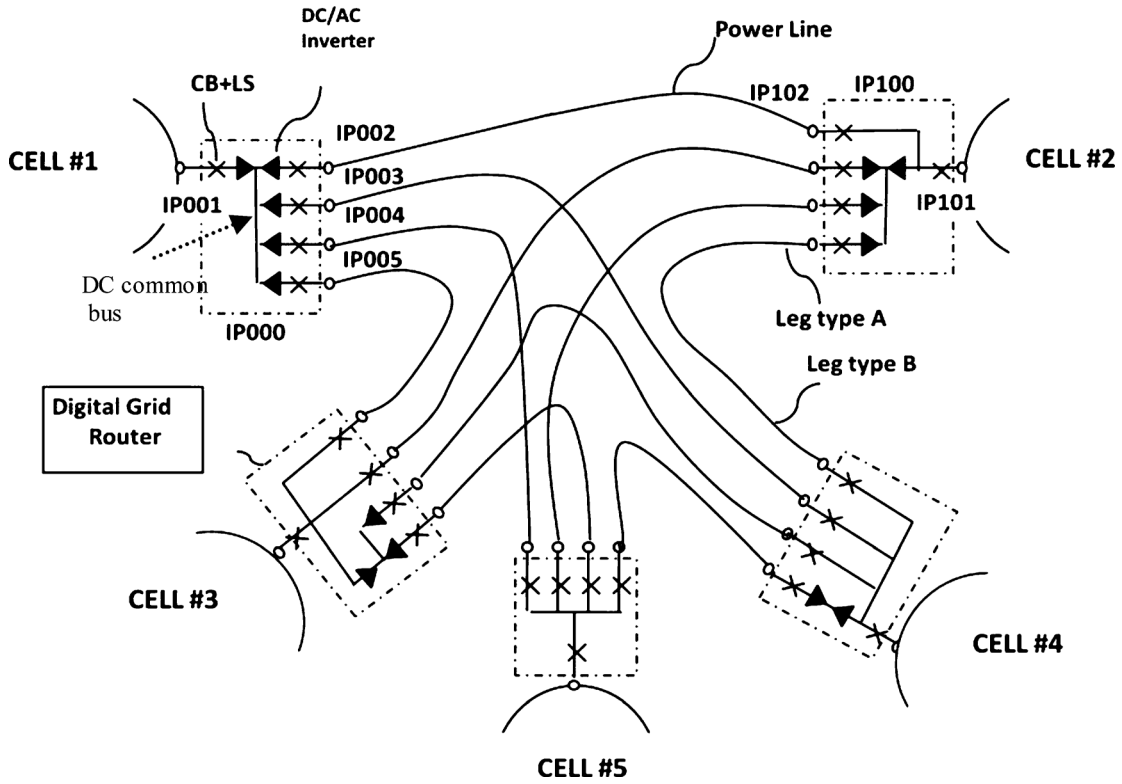 DC/AC
Inverter
Power Line
CB+LS
IP102
IP100
IP002
CELL #1
CELL #2
IP003
IP001
IP101
IP004
IP005
DC common
bus
IP000
Leg type A
Leg type B
Digital Grid
Router
CELL #3
CELL #4
CELL #5